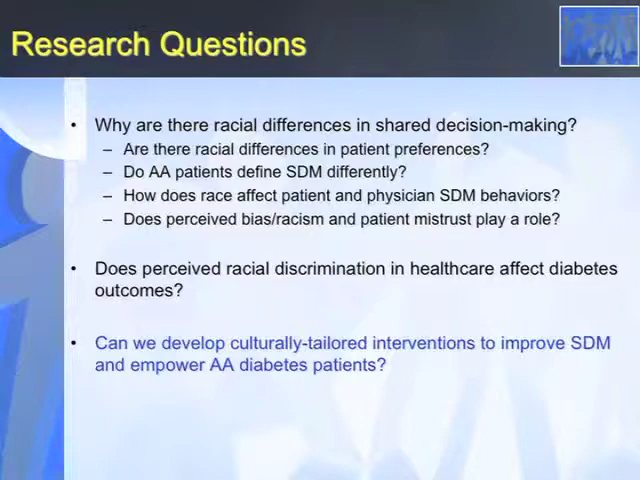 Research Questions
• Why are there racial differences in shared decision-making?
– Are there racial differences in patient preferences?
– Do AA patients define SDM differently?
– How does race affect patient and physician SDM behaviors?
– Does perceived bias/racism and patient mistrust play a role?
• Does perceived racial discrimination in healthcare affect diabetes
outcomes?
• Can we develop culturally-tailored interventions to improve SDM
and empower AA diabetes patients?